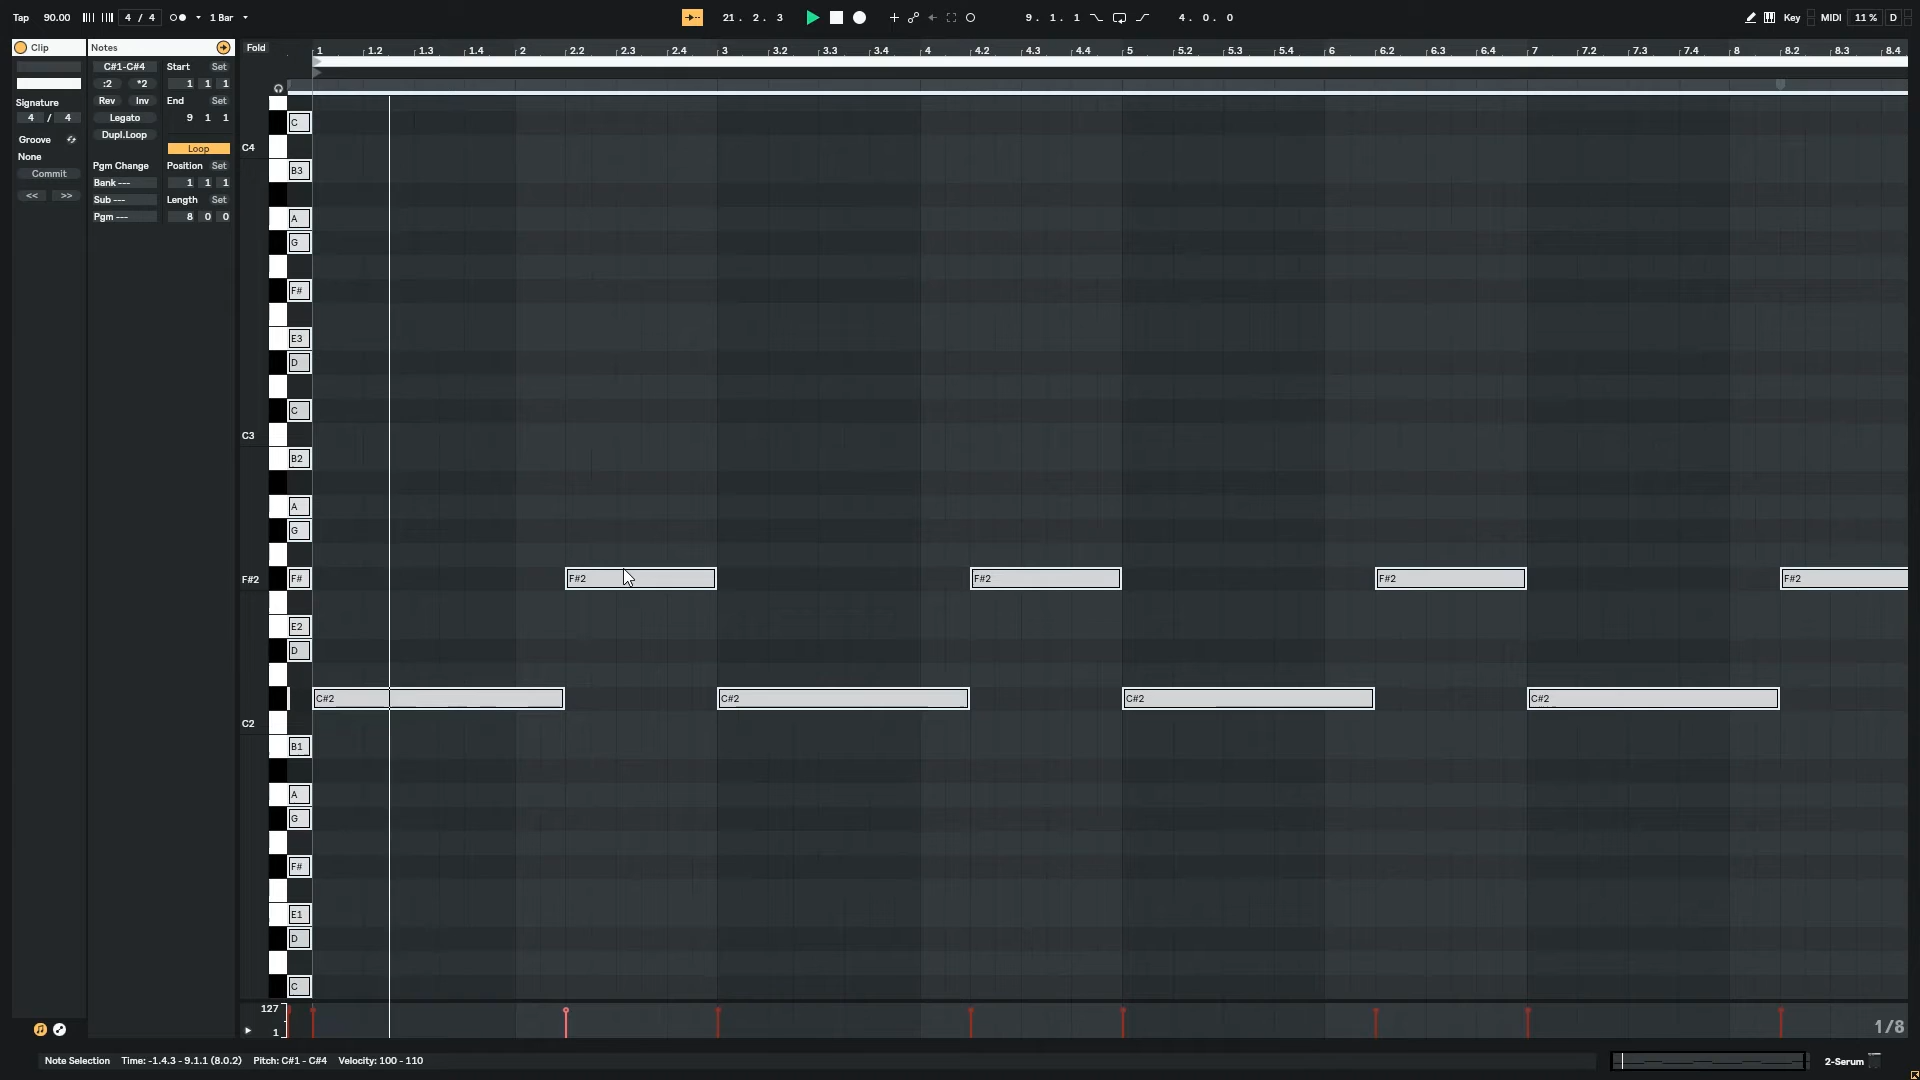 Tap 90.00 4 / 4 1 Bar 21 . 2 . 3 9 . 1 . 1 4 . 0 . 0 Key MIDI 11 % D
Clip Notes Fold 1 1.2 1.3 1.4 2 2.2 2.3 2.4 3 3.2 3.3 3.4 4 4.2 4.3 4.4 5 5.2 5.3 5.4 6 6.2 6.3 6.4 7 7.2 7.3 7.4 8 8.2 8.3 8.4
C#1-C#4 Start Set
:2 *2 1 1 1
Signature Rev Inv End Set
4 / 4 Legato 9 1 1
Groove Dupl.Loop
None Loop
Commit Pgm Change Position Set
<< >> Bank --- 1 1 1
Sub --- Length Set
Pgm --- 8 0 0
C
C4
B3
A
G
F#
E3
D
C
C3
B2
A
G
F#2 F# F#2 F#2 F#2 F#2
E2
D
C#2 C#2 C#2 C#2
C2
B1
A
G
F#
E1
D
C
127
1 1/8
Note Selection Time: -1.4.3 - 9.1.1 (8.0.2) Pitch: C#1 - C#4 Velocity: 100 - 110 2-Serum